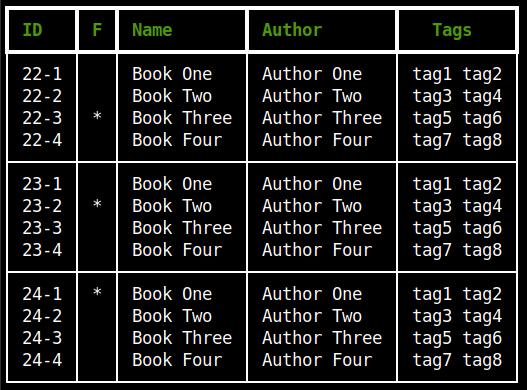 ID F Name Author Tags
22-1 Book One Author One tag1 tag2
22-2 Book Two Author Two tag3 tag4
22-3 * Book Three Author Three tag5 tag6
22-4 Book Four Author Four tag7 tag8
23-1 Book One Author One tag1 tag2
23-2 * Book Two Author Two tag3 tag4
23-3 Book Three Author Three tag5 tag6
23-4 Book Four Author Four tag7 tag8
24-1 * Book One Author One tag1 tag2
24-2 Book Two Author Two tag3 tag4
24-3 Book Three Author Three tag5 tag6
24-4 Book Four Author Four tag7 tag8